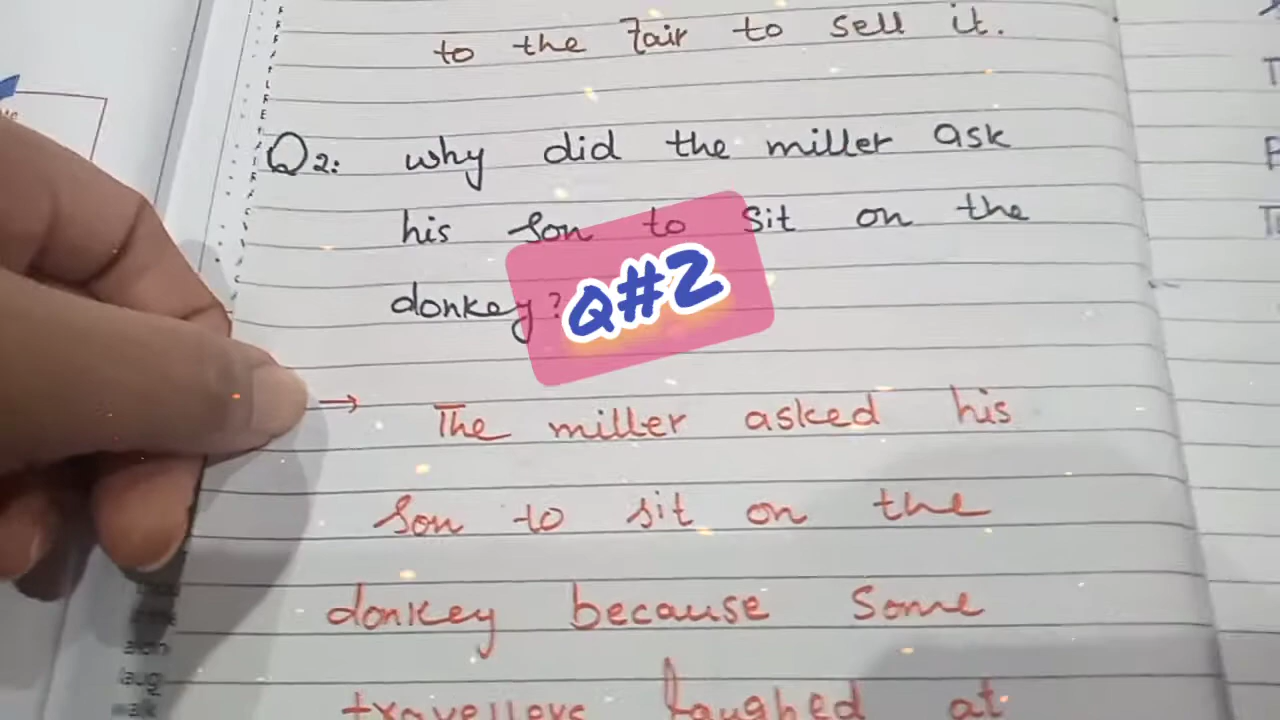 to the fair to sell it.
Q2: why did the miller ask
his son to sit on the
donkey?
Q#2
→ The miller asked his
son to sit on the
donkey because some
travellers laughed at